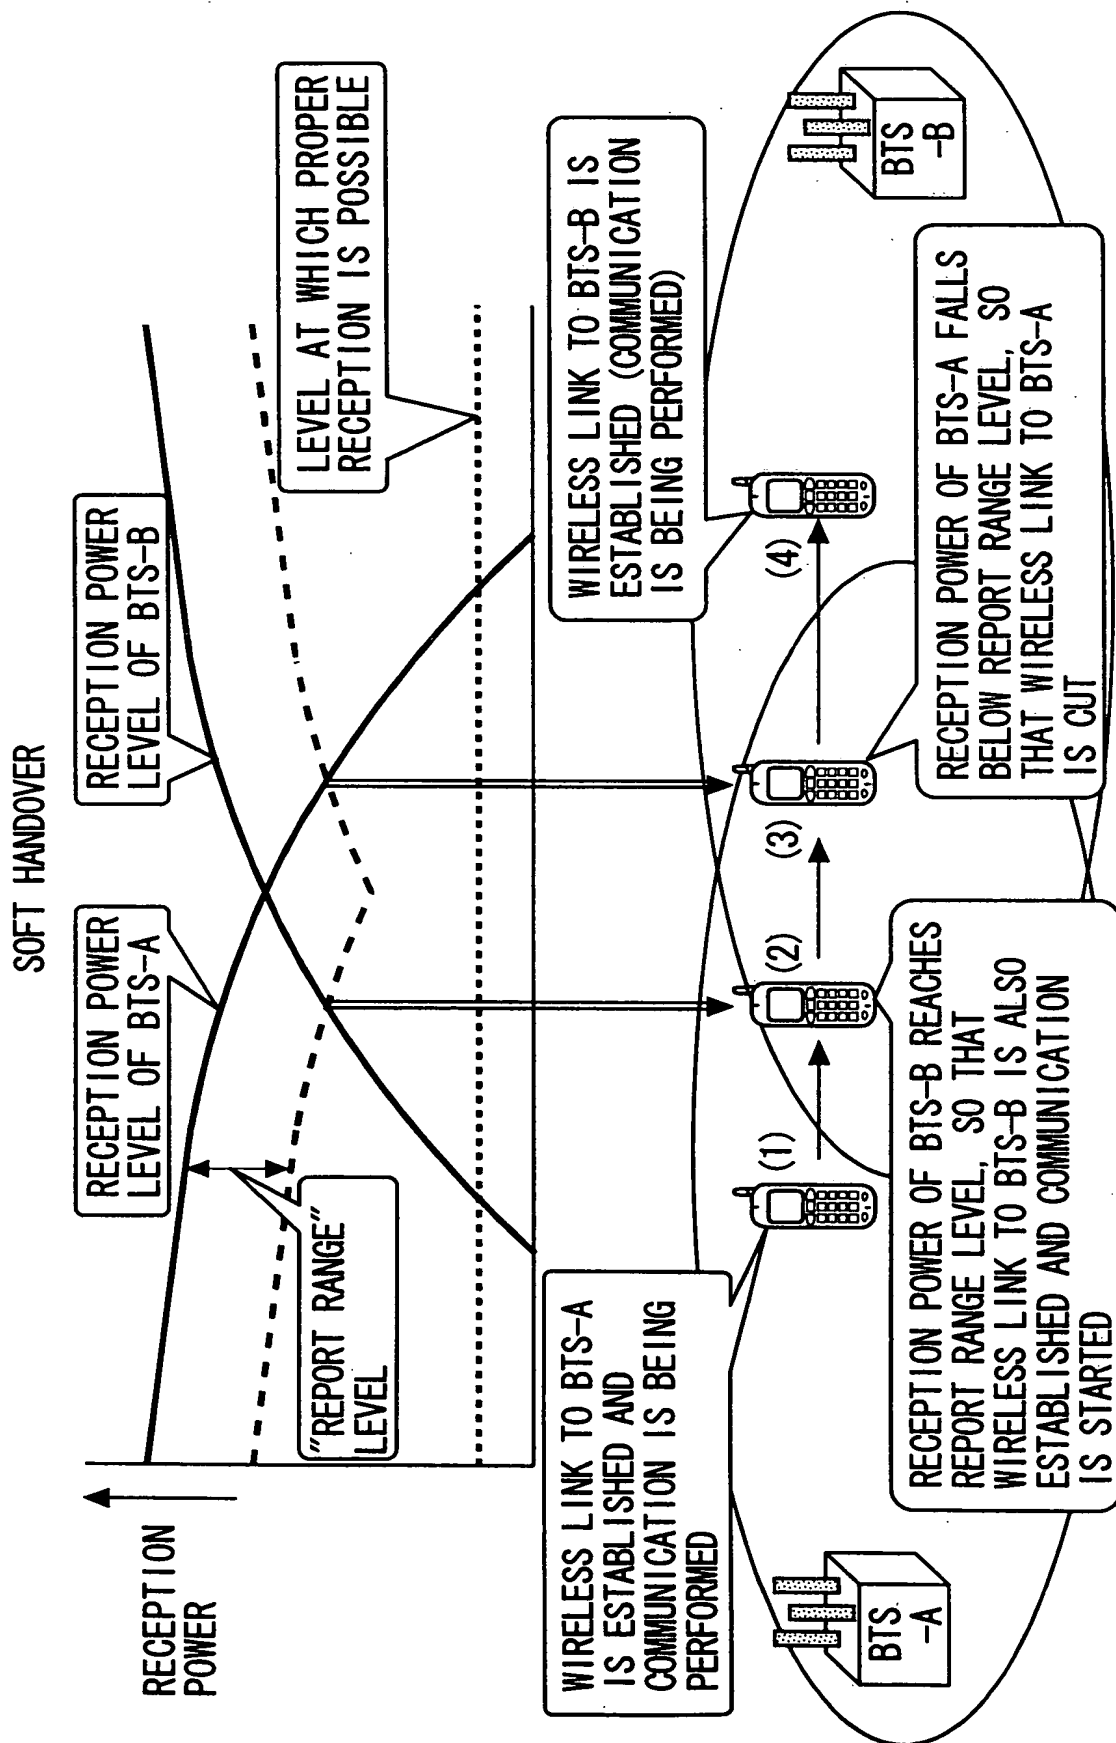 SOFT HANDOVER
RECEPTION
POWER
RECEPTION POWER
LEVEL OF BTS-A
RECEPTION POWER
LEVEL OF BTS-B
"REPORT RANGE"
LEVEL
LEVEL AT WHICH PROPER
RECEPTION IS POSSIBLE
WIRELESS LINK TO BTS-A
IS ESTABLISHED AND
COMMUNICATION IS BEING
PERFORMED
WIRELESS LINK TO BTS-B IS
ESTABLISHED (COMMUNICATION
IS BEING PERFORMED)
(1)
(2)
(3)
(4)
BTS
-A
BTS
-B
RECEPTION POWER OF BTS-B REACHES
REPORT RANGE LEVEL, SO THAT
WIRELESS LINK TO BTS-B IS ALSO
ESTABLISHED AND COMMUNICATION
IS STARTED
RECEPTION POWER OF BTS-A FALLS
BELOW REPORT RANGE LEVEL, SO
THAT WIRELESS LINK TO BTS-A
IS CUT